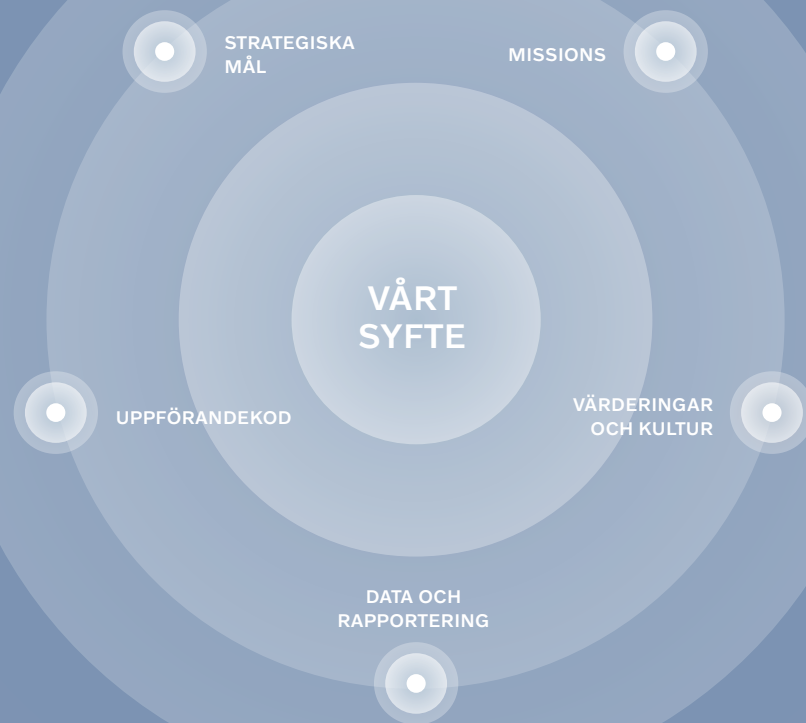 STRATEGISKA
MÅL
MISSIONS
VÅRT
SYFTE
UPPFÖRANDEKOD
VÄRDERINGAR
OCH KULTUR
DATA OCH
RAPPORTERING